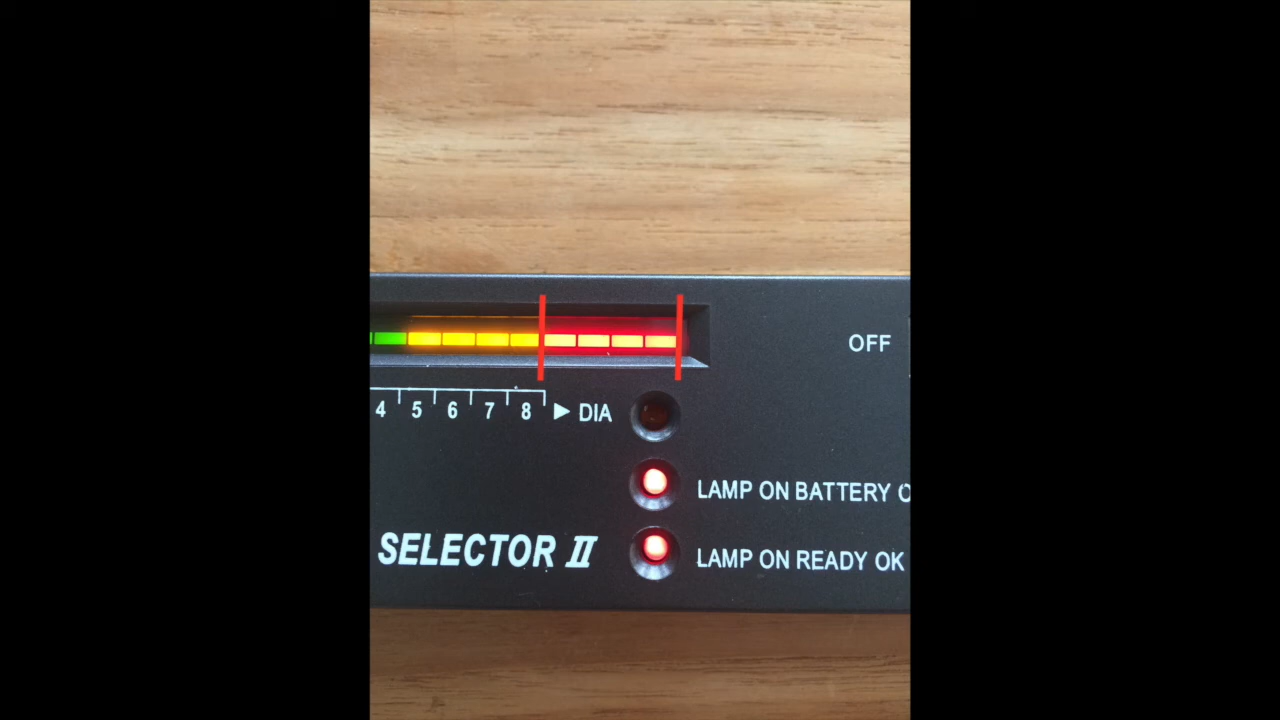 OFF
4 5 6 7 8 ▶ DIA
LAMP ON BATTERY
SELECTOR II
LAMP ON READY OK